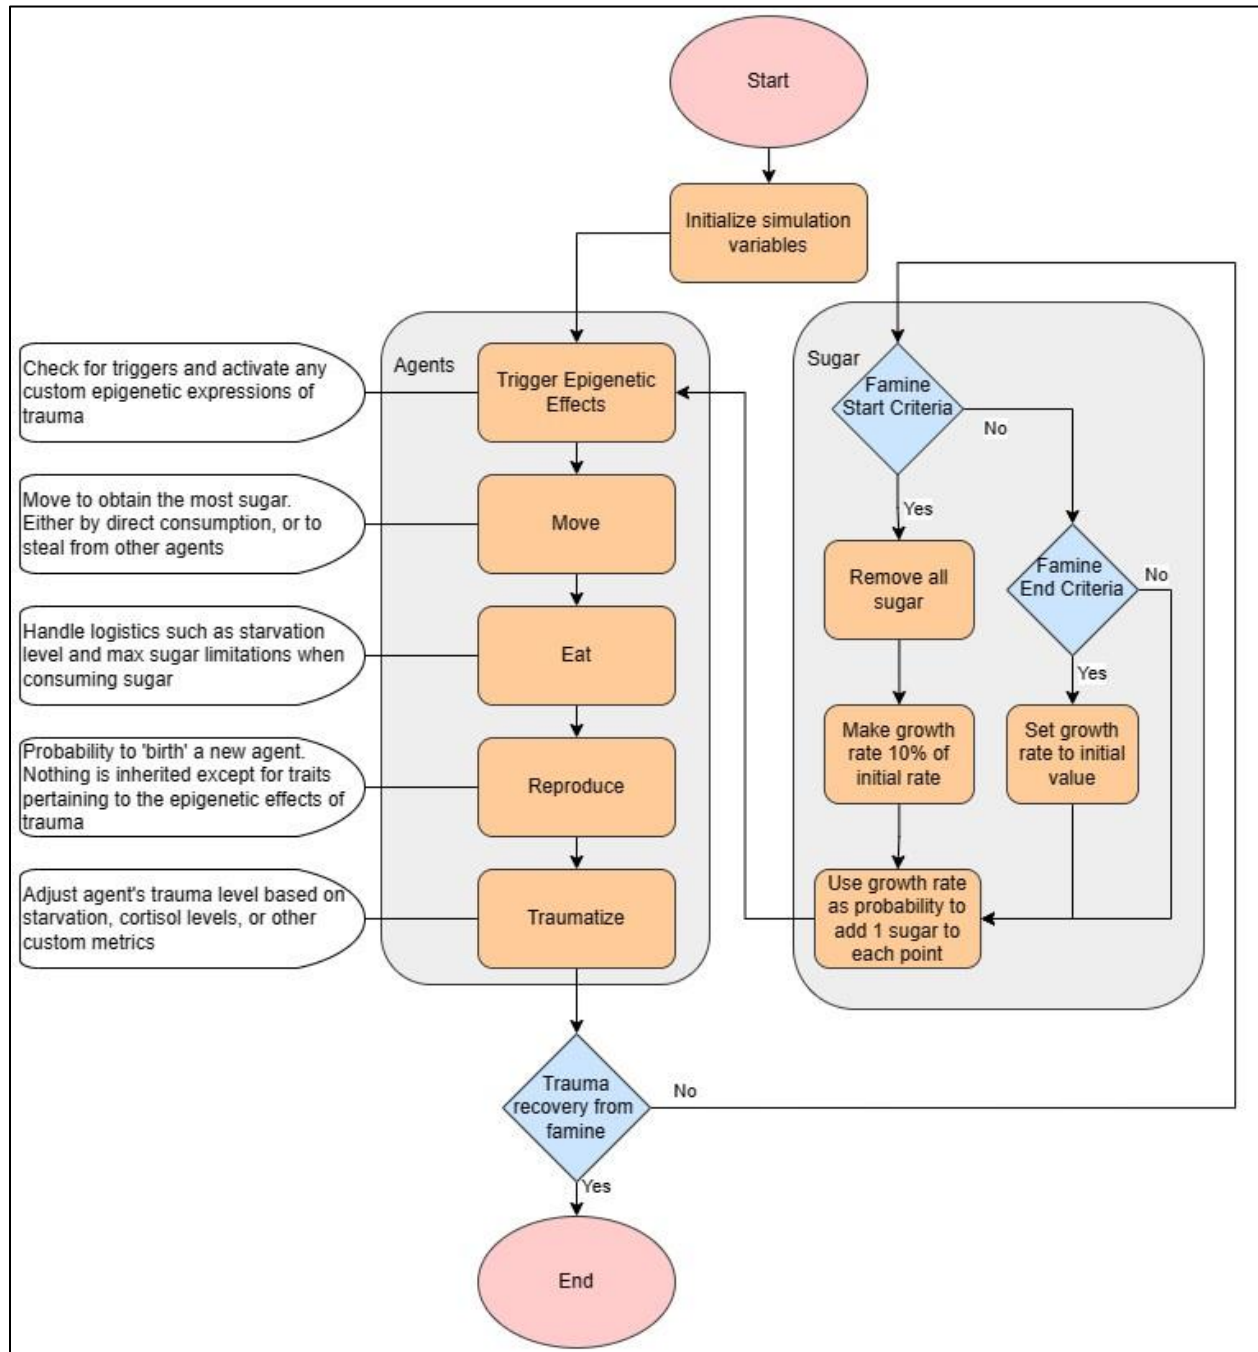 Start
Initialize simulation
variables
Agents
Trigger Epigenetic
Effects
Check for triggers and activate any
custom epigenetic expressions of
trauma
Move
Move to obtain the most sugar.
Either by direct consumption, or to
steal from other agents
Eat
Handle logistics such as starvation
level and max sugar limitations when
consuming sugar
Reproduce
Probability to 'birth' a new agent.
Nothing is inherited except for traits
pertaining to the epigenetic effects of
trauma
Traumatize
Adjust agent's trauma level based on
starvation, cortisol levels, or other
custom metrics
Sugar
Famine
Start Criteria
No
Yes
Remove all
sugar
Famine
End Criteria
No
Yes
Make growth
rate 10% of
initial rate
Set growth
rate to initial
value
Use growth rate
as probability to
add 1 sugar to
each point
Trauma
recovery from
famine
No
Yes
End